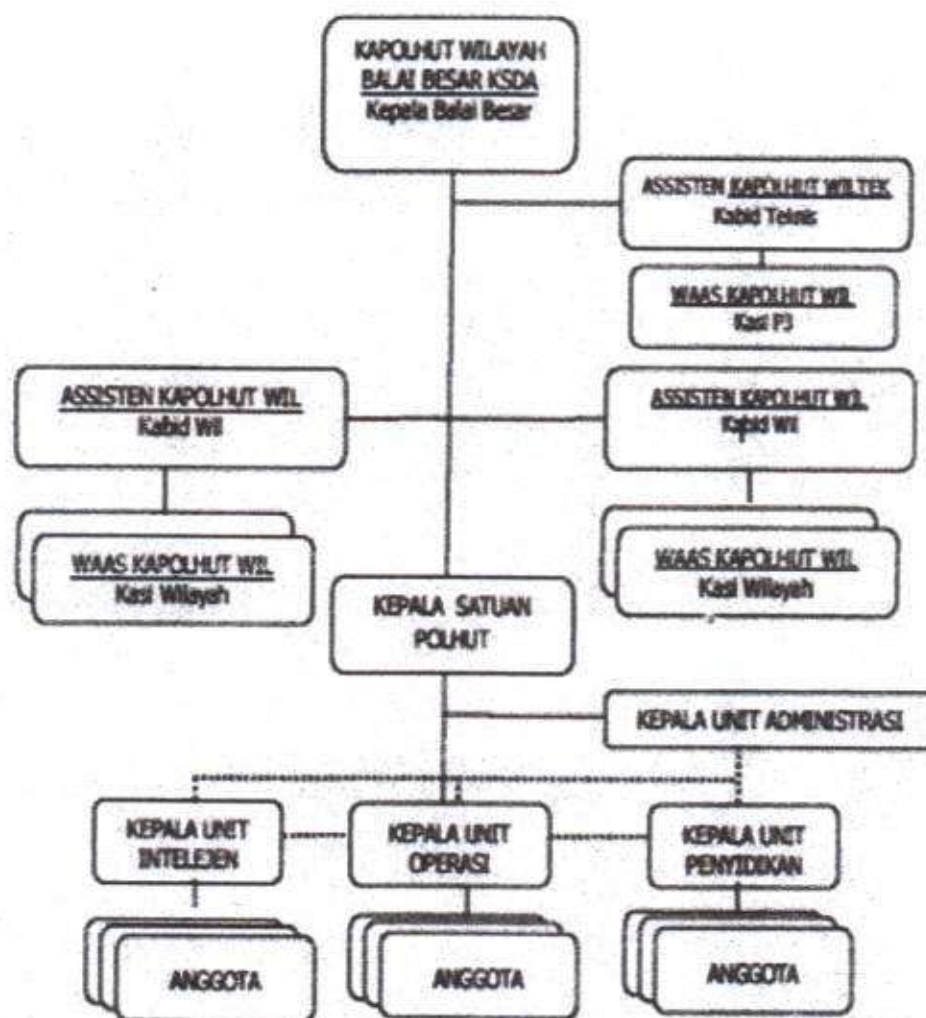 KAPOLHUT WILAYAH
BALAI BESAR KSDA
Kepala Balai Besar
ASSISTEN KAPOLHUT WILTEK
Kabid Teknis
WAAS KAPOLHUT WIL
Kasi P3
ASSISTEN KAPOLHUT WIL
Kabid Wil
ASSISTEN KAPOLHUT WIL
Kabid Wil
WAAS KAPOLHUT WIL
Kasi Wilayah
WAAS KAPOLHUT WIL
Kasi Wilayah
KEPALA SATUAN
POLHUT
KEPALA UNIT ADMINISTRASI
KEPALA UNIT
INTELEJEN
KEPALA UNIT
OPERASI
KEPALA UNIT
PENYIDIKAN
ANGGOTA
ANGGOTA
ANGGOTA